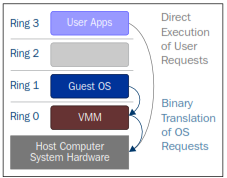 Ring 3
User Apps
Direct
Execution
of User
Requests
Ring 2
Ring 1
Guest OS
Binary
Translation
of OS
Requests
Ring 0
VMM
Host Computer
System Hardware